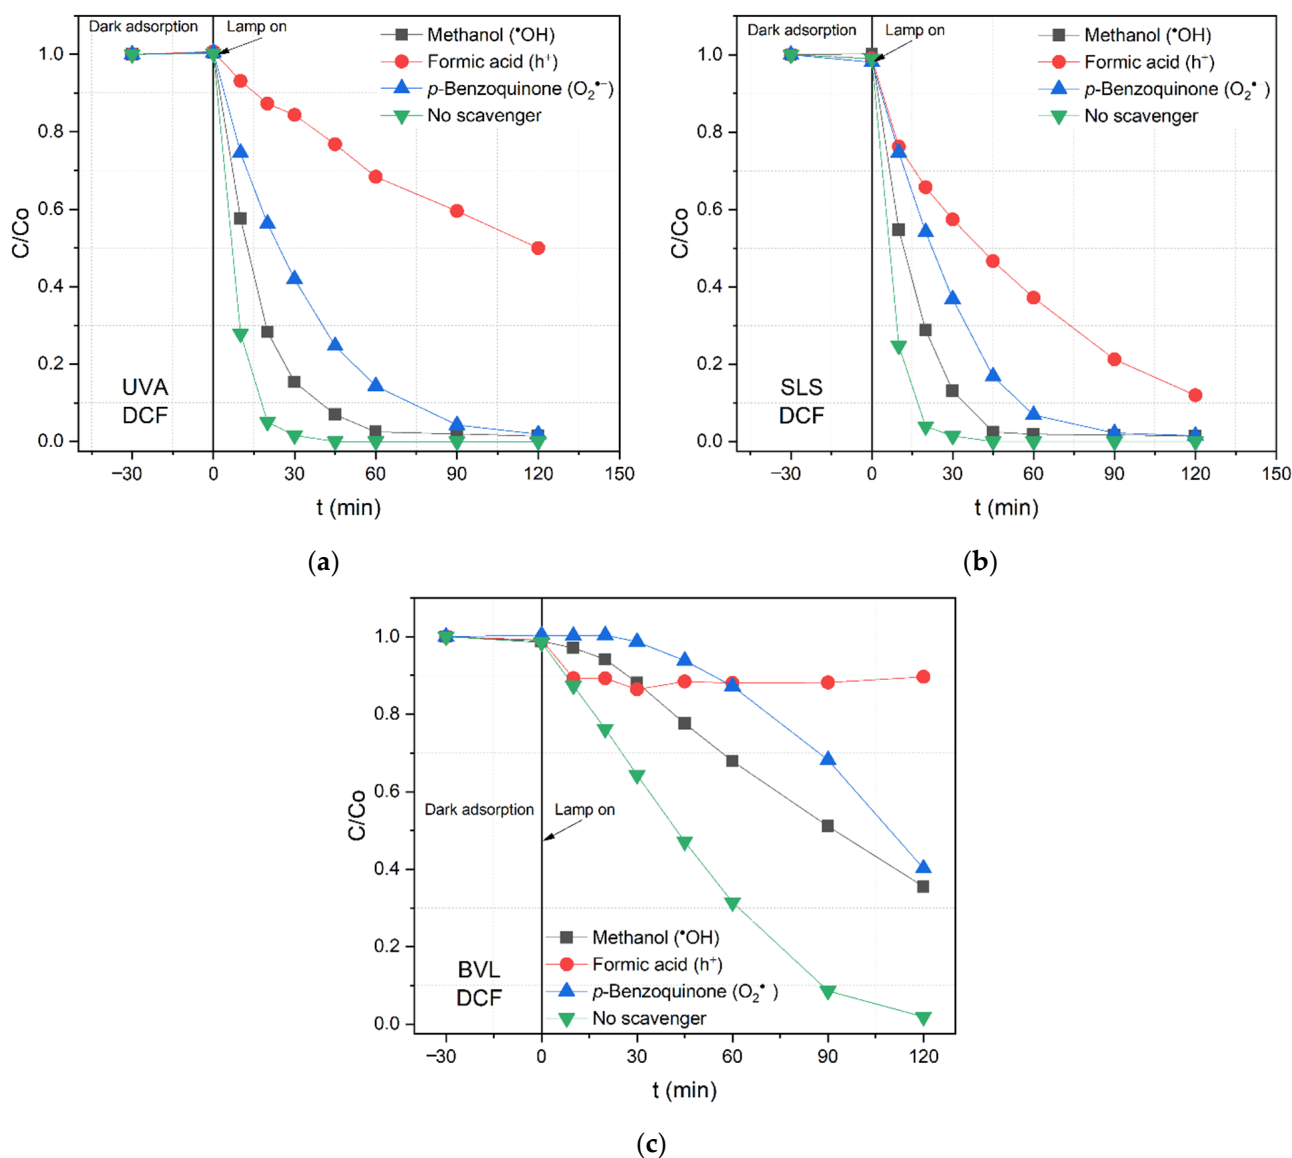 Dark adsorption
Lamp on
Methanol (•OH)
Formic acid (h⁺)
p-Benzoquinone (O₂•⁻)
No scavenger
1.0
0.8
0.6
0.4
0.2
0.0
C/Co
UVA
DCF
−30 0 30 60 90 120 150
t (min)
(a)
Dark adsorption
Lamp on
Methanol (•OH)
Formic acid (h⁺)
p-Benzoquinone (O₂• )
No scavenger
1.0
0.8
0.6
0.4
0.2
0.0
C/Co
SLS
DCF
−30 0 30 60 90 120 150
t (min)
(b)
1.0
0.8
0.6
0.4
0.2
0.0
C/Co
Dark adsorption
Lamp on
Methanol (•OH)
Formic acid (h⁺)
p-Benzoquinone (O₂• )
No scavenger
BVL
DCF
−30 0 30 60 90 120
t (min)
(c)